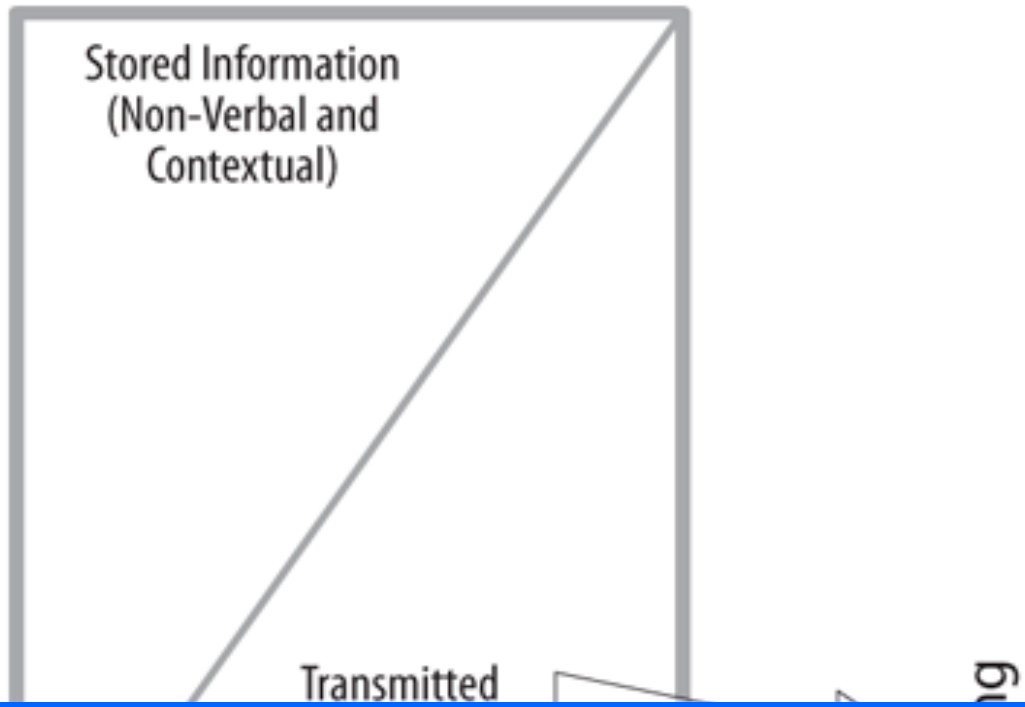 Stored Information
(Non-Verbal and
Contextual)
Transmitted